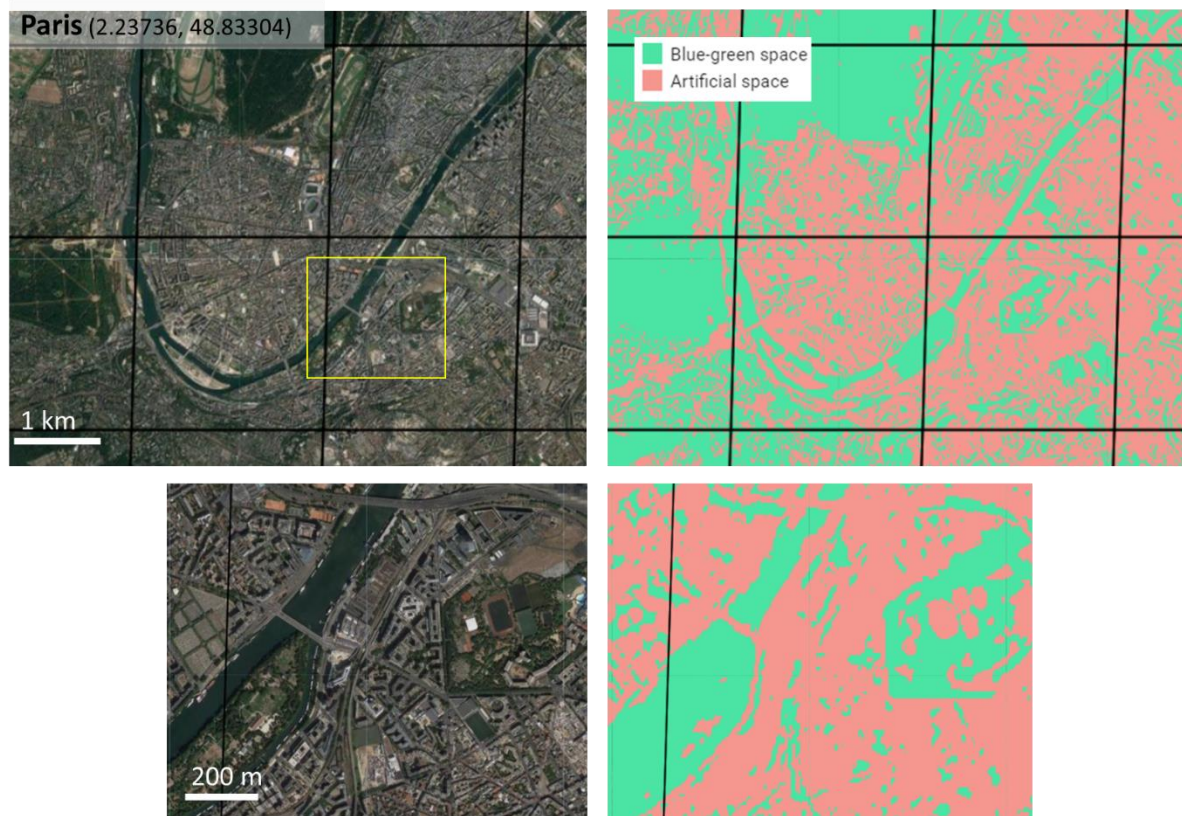 Paris (2.23736, 48.83304)
Blue-green space
Artificial space
1 km
200 m